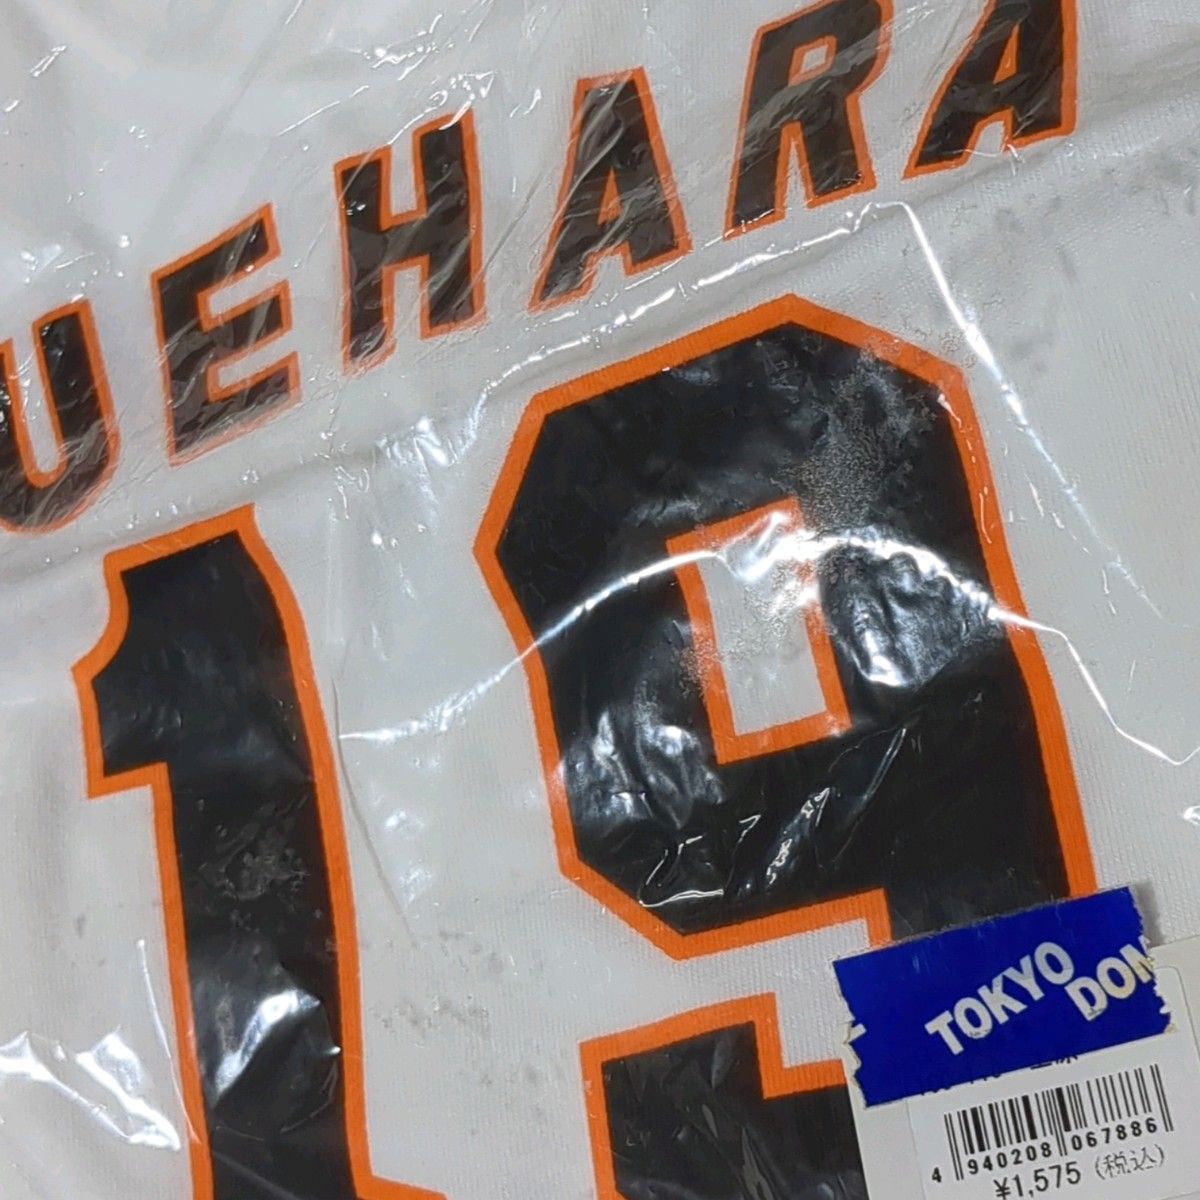 UEHARA
19
TOKYO
DOM
4 940208 067886
¥1,575 (税込)